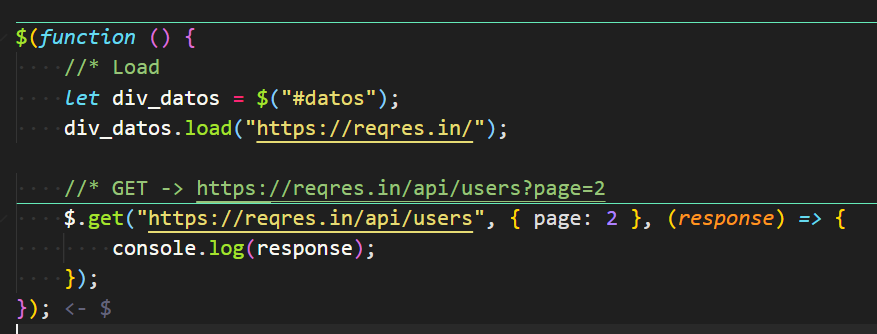 $(function () {
    //* Load
    let div_datos = $("#datos");
    div_datos.load("https://reqres.in/");
    //* GET -> https://reqres.in/api/users?page=2
    $.get("https://reqres.in/api/users", { page: 2 }, (response) => {
        console.log(response);
    });
}); <- $